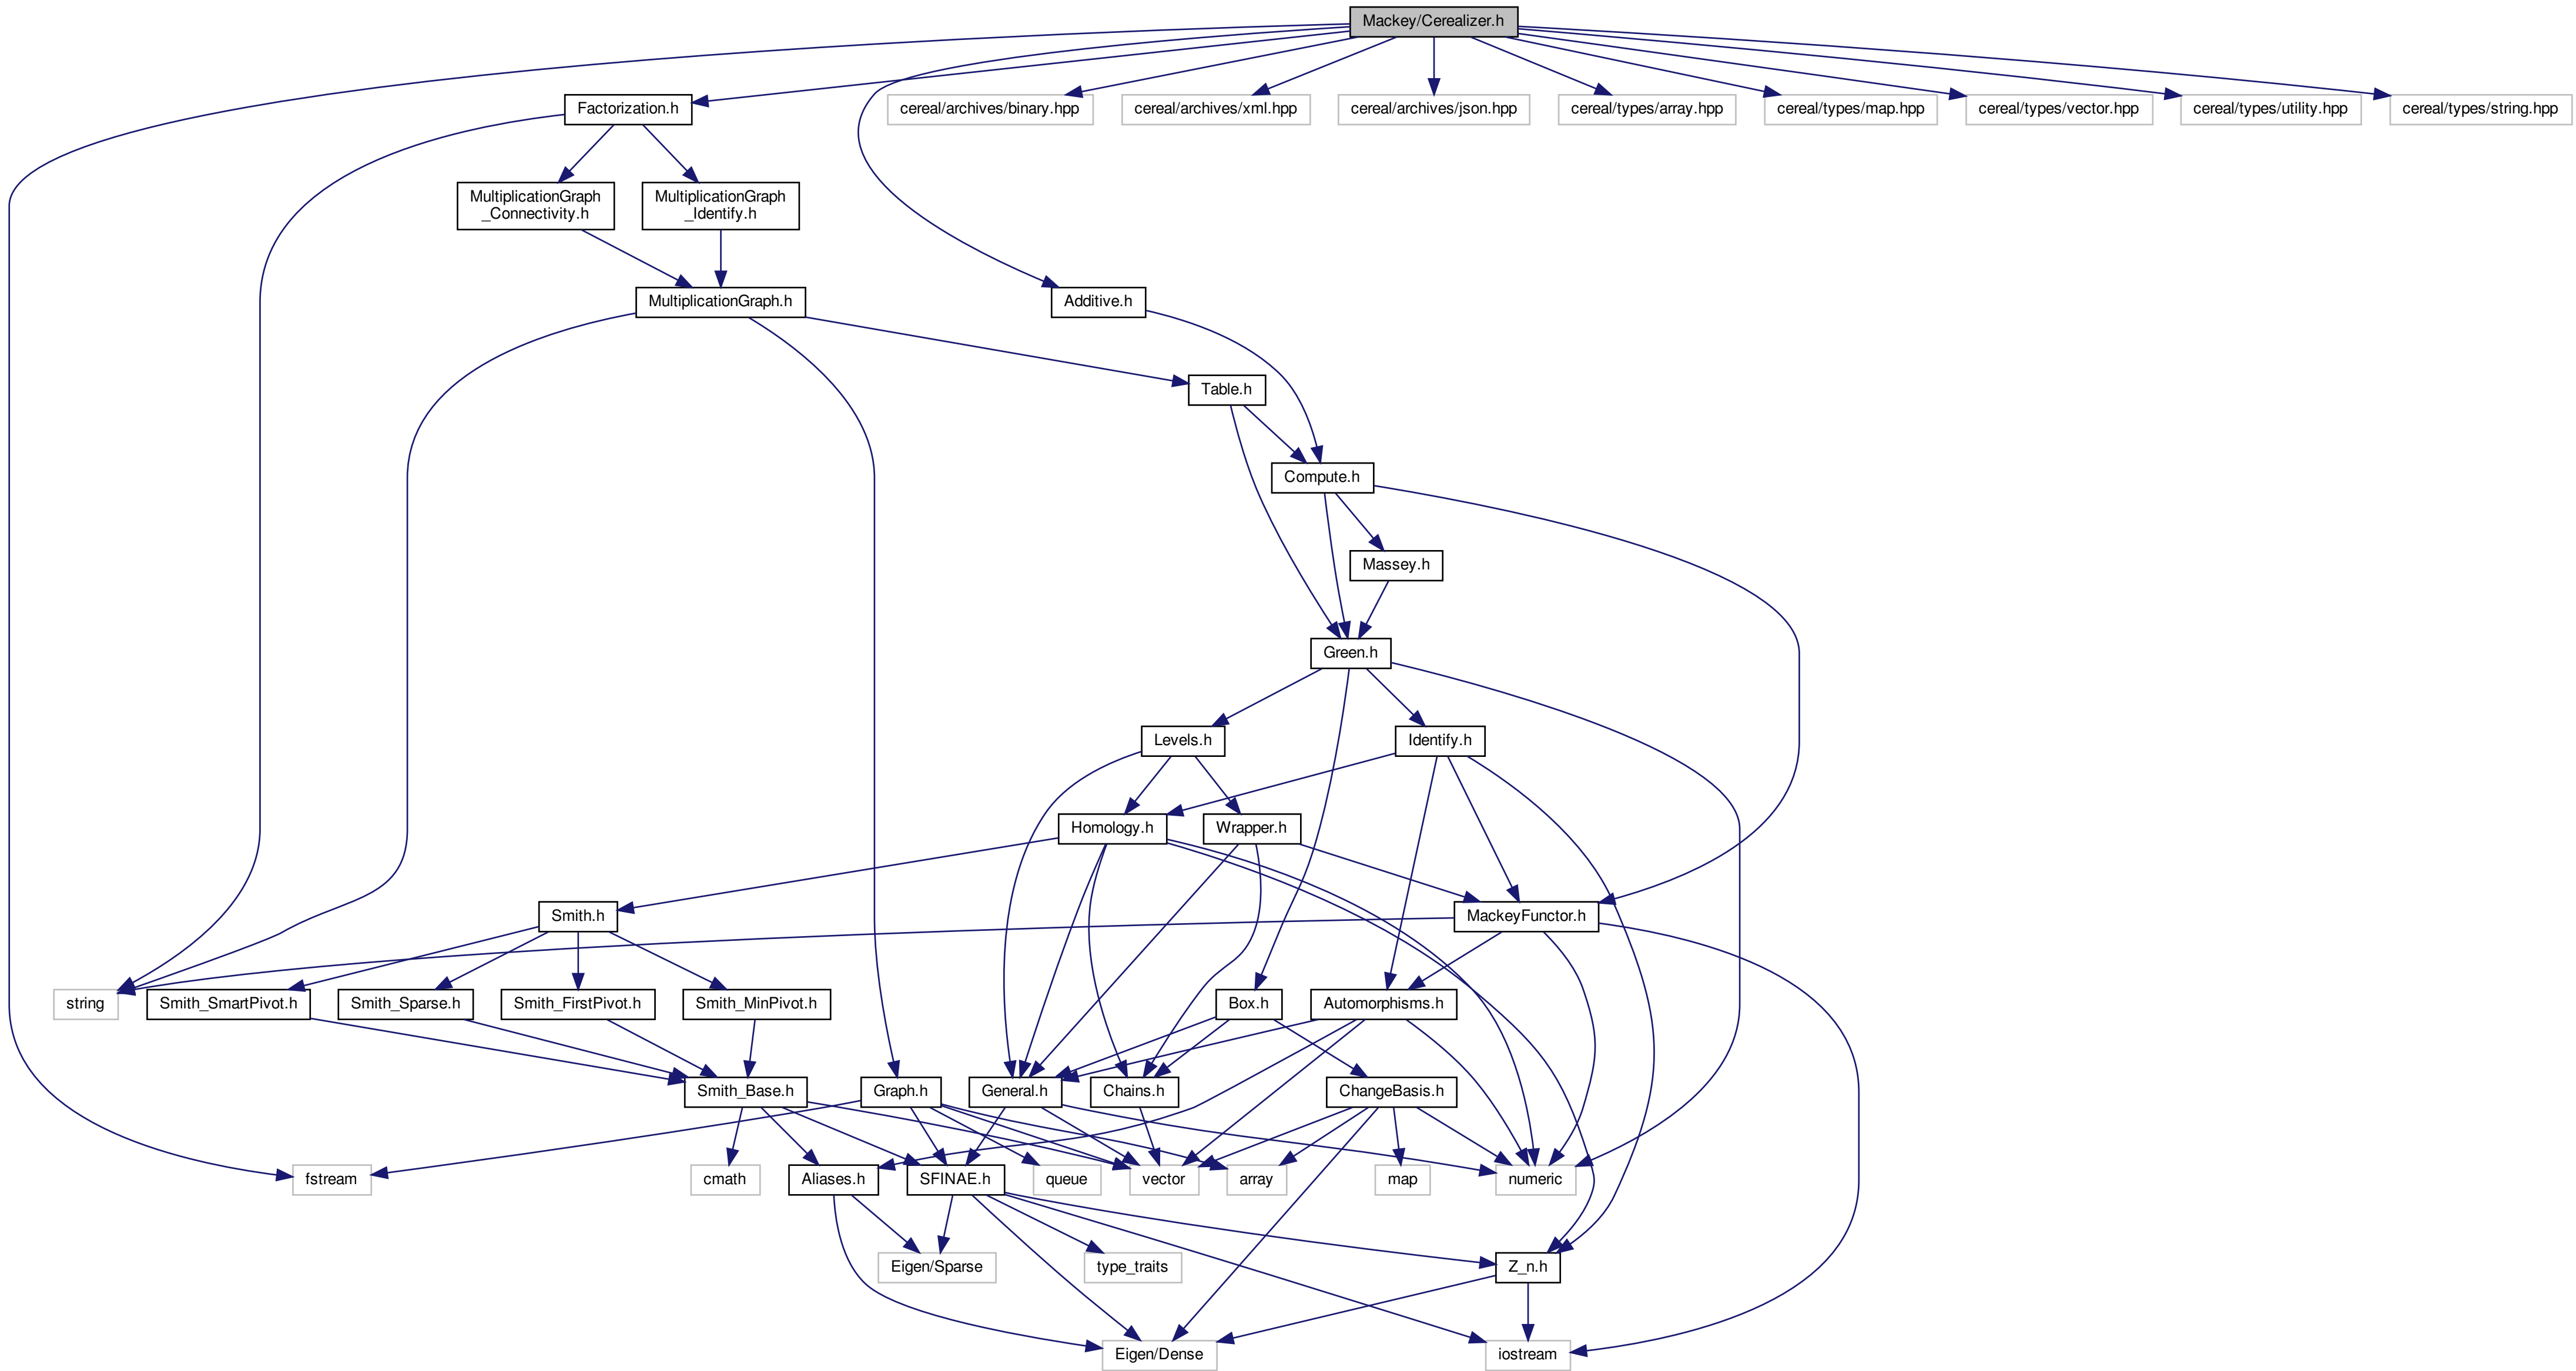 Mackey/Cerealizer.h
Factorization.h
cereal/archives/binary.hpp
cereal/archives/xml.hpp
cereal/archives/json.hpp
cereal/types/array.hpp
cereal/types/map.hpp
cereal/types/vector.hpp
cereal/types/utility.hpp
cereal/types/string.hpp
MultiplicationGraph
_Connectivity.h
MultiplicationGraph
_Identify.h
MultiplicationGraph.h
Additive.h
Table.h
Compute.h
Massey.h
Green.h
Levels.h
Identify.h
Homology.h
Wrapper.h
Smith.h
MackeyFunctor.h
string
Smith_SmartPivot.h
Smith_Sparse.h
Smith_FirstPivot.h
Smith_MinPivot.h
Box.h
Automorphisms.h
Smith_Base.h
Graph.h
General.h
Chains.h
ChangeBasis.h
fstream
cmath
Aliases.h
SFINAE.h
queue
vector
array
map
numeric
Eigen/Sparse
type_traits
Z_n.h
Eigen/Dense
iostream